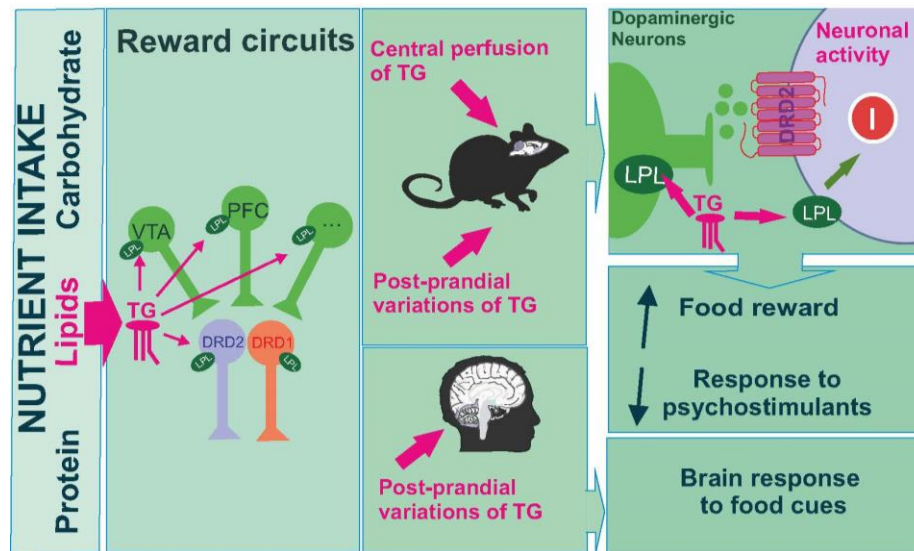 NUTRIENT INTAKE
Carbohydrate
Lipids
Protein
Reward circuits
VTA
LPL
PFC
LPL
...
LPL
TG
DRD2
LPL
DRD1
LPL
Central perfusion
of TG
Post-prandial
variations of TG
Post-prandial
variations of TG
Dopaminergic
Neurons
Neuronal
activity
DRD2
I
LPL
TG
LPL
Food reward
Response to
psychostimulants
Brain response
to food cues